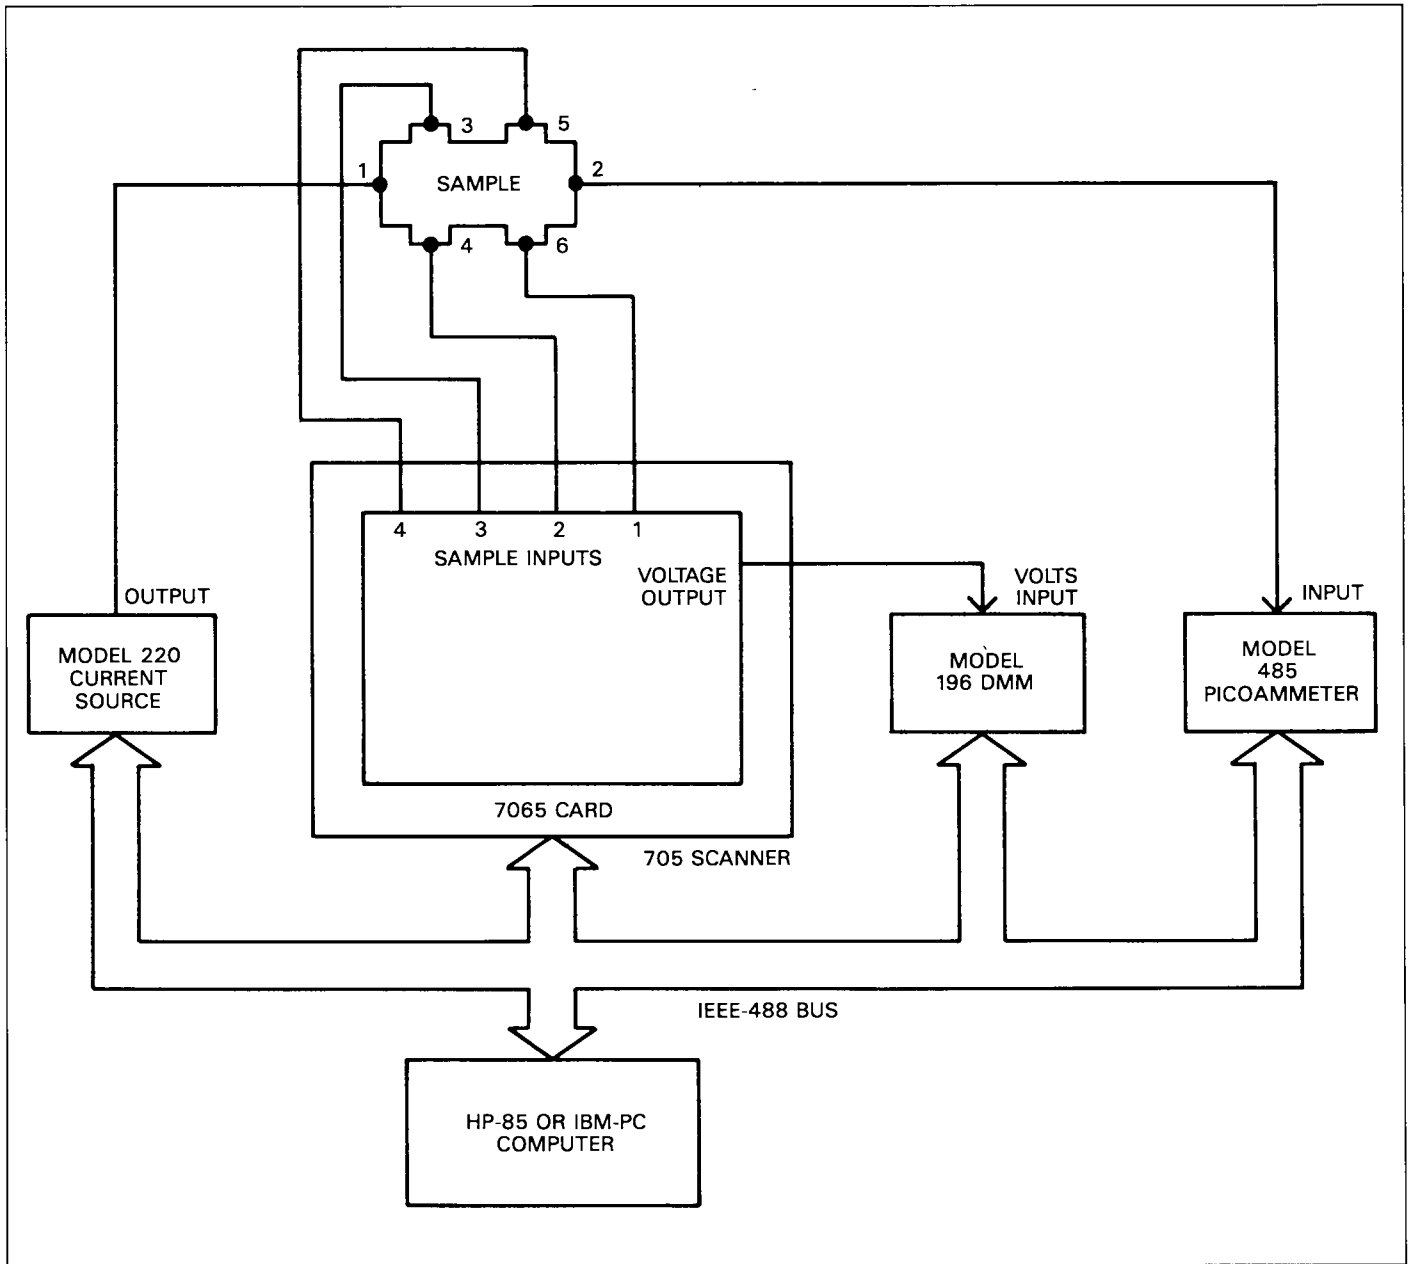 3
5
1
SAMPLE
2
4
6
4 3 2 1
SAMPLE INPUTS
VOLTAGE
OUTPUT
VOLTS
INPUT
OUTPUT
INPUT
MODEL 220
CURRENT
SOURCE
MODEL
196 DMM
MODEL
485
PICOAMMETER
7065 CARD
705 SCANNER
IEEE-488 BUS
HP-85 OR IBM-PC
COMPUTER